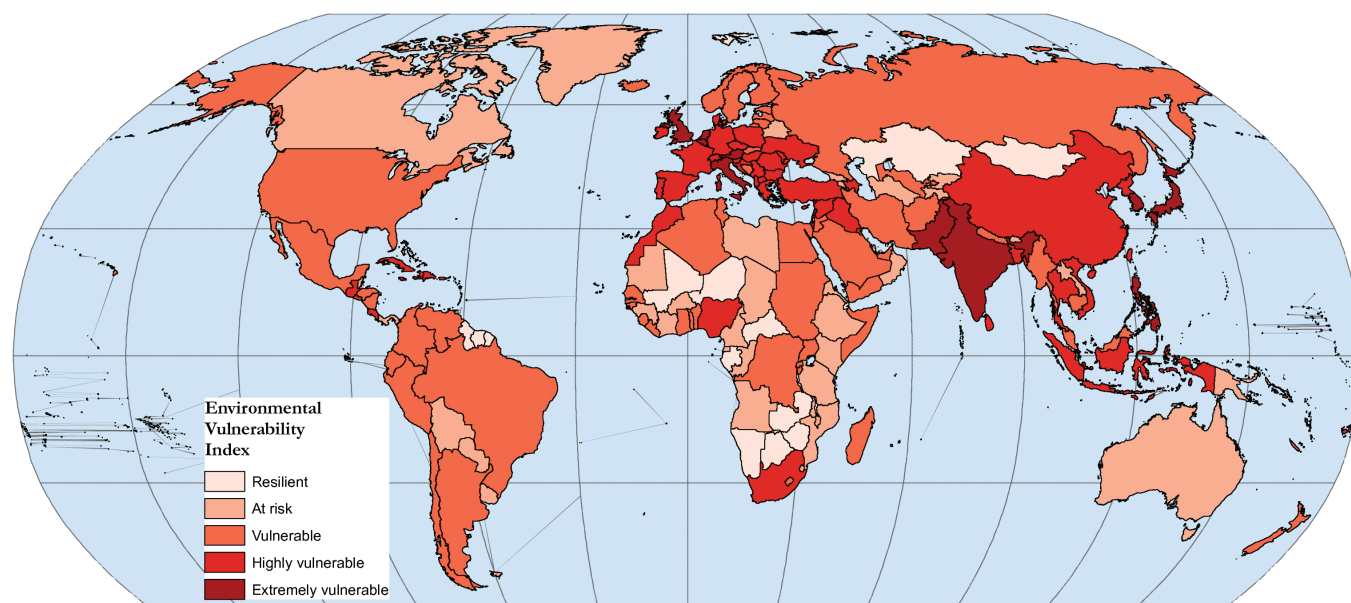 Environmental
Vulnerability
Index
Resilient
At risk
Vulnerable
Highly vulnerable
Extremely vulnerable